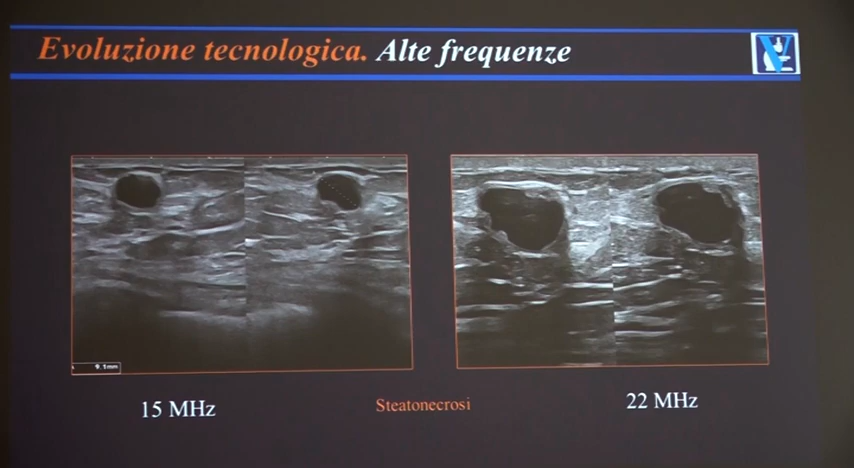 Evoluzione tecnologica. Alte frequenze
9.1mm
15 MHz
Steatonecrosi
22 MHz